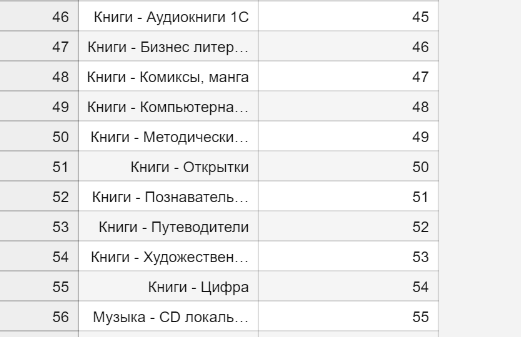 46 Книги - Аудиокниги 1С 45
47 Книги - Бизнес литер… 46
48 Книги - Комиксы, манга 47
49 Книги - Компьютерна… 48
50 Книги - Методически… 49
51 Книги - Открытки 50
52 Книги - Познаватель… 51
53 Книги - Путеводители 52
54 Книги - Художествен… 53
55 Книги - Цифра 54
56 Музыка - CD локаль… 55